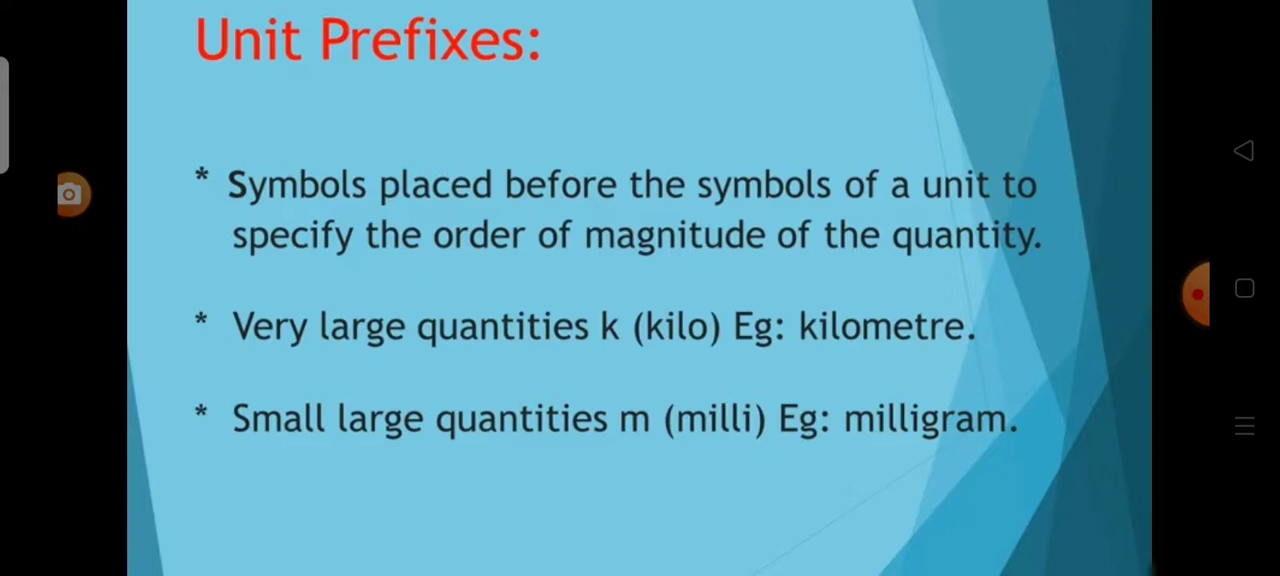 Unit Prefixes:
* Symbols placed before the symbols of a unit to
specify the order of magnitude of the quantity.
* Very large quantities k (kilo) Eg: kilometre.
* Small large quantities m (milli) Eg: milligram.